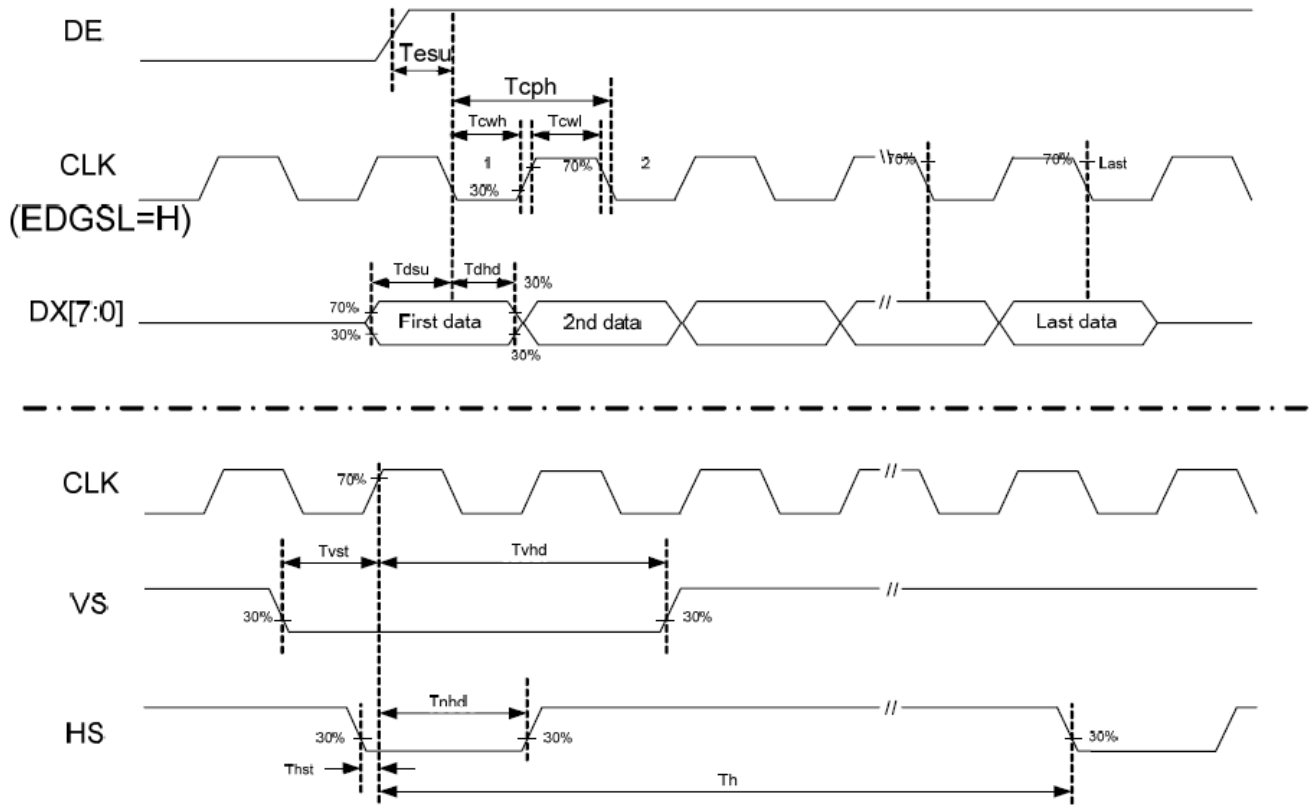 DE
Tesu
Tcph
Tcwh
Tcwl
CLK
1
70%
2
70%
70%
Last
30%
(EDGSL=H)
Tdsu
Tdhd
30%
DX[7:0]
70%
First data
2nd data
//
Last data
30%
30%
CLK
70%
//
Tvst
Tvhd
VS
//
30%
30%
HS
//
30%
30%
30%
Thst
Th